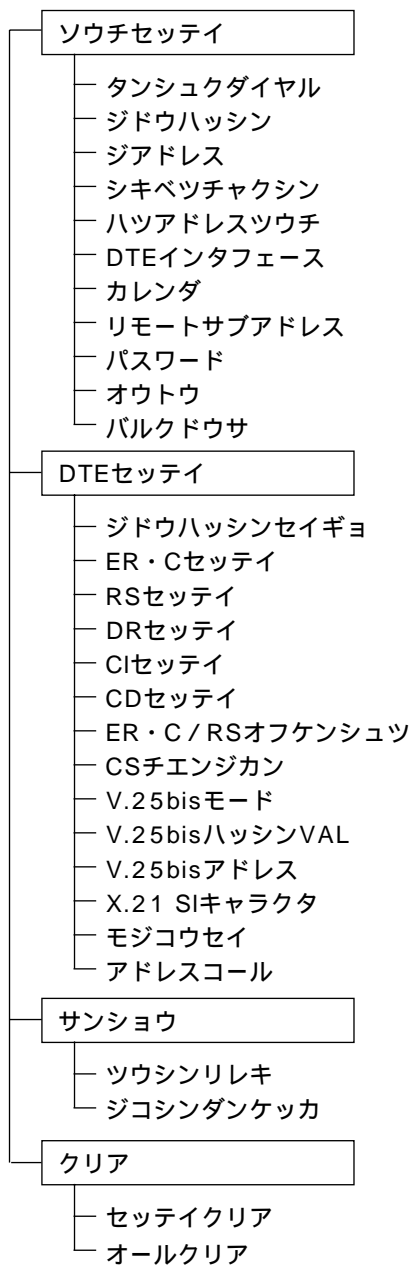 ソウチセッテイ
タンシュクダイヤル
ジドウハッシン
ジアドレス
シキベツチャクシン
ハツアドレスツウチ
DTEインタフェース
カレンダ
リモートサブアドレス
パスワード
オウトウ
バルクドウサ
DTEセッテイ
ジドウハッシンセイギョ
ER・Cセッテイ
RSセッテイ
DRセッテイ
CIセッテイ
CDセッテイ
ER・C/RSオフケンシュツ
CSチエンジカン
V.25bisモード
V.25bisハッシンVAL
V.25bisアドレス
X.21 SIキャラクタ
モジコウセイ
アドレスコール
サンショウ
ツウシンリレキ
ジコシンダンケッカ
クリア
セッテイクリア
オールクリア